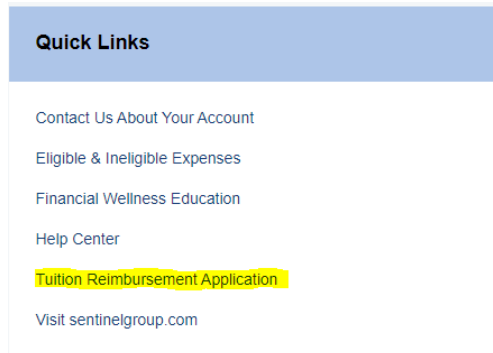 Quick Links
Contact Us About Your Account
Eligible & Ineligible Expenses
Financial Wellness Education
Help Center
Tuition Reimbursement Application
Visit sentinelgroup.com